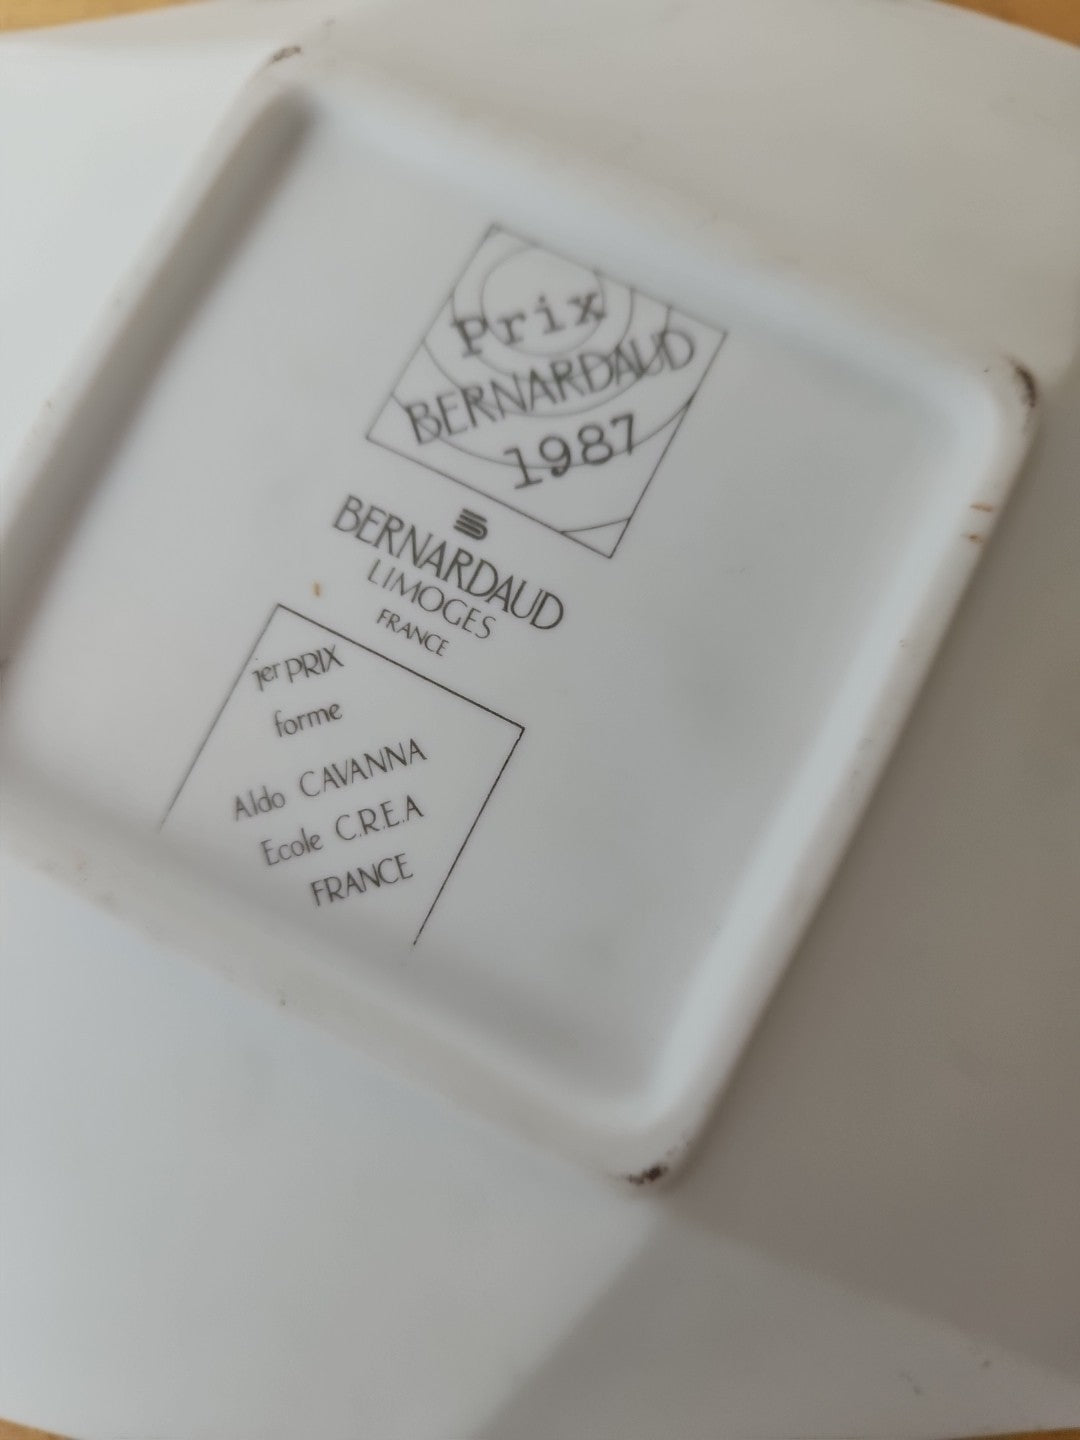 Prix
BERNARDAUD
1987
BERNARDAUD
LIMOGES
FRANCE
1er PRIX
forme
Aldo CAVANNA
Ecole C.R.E.A
FRANCE